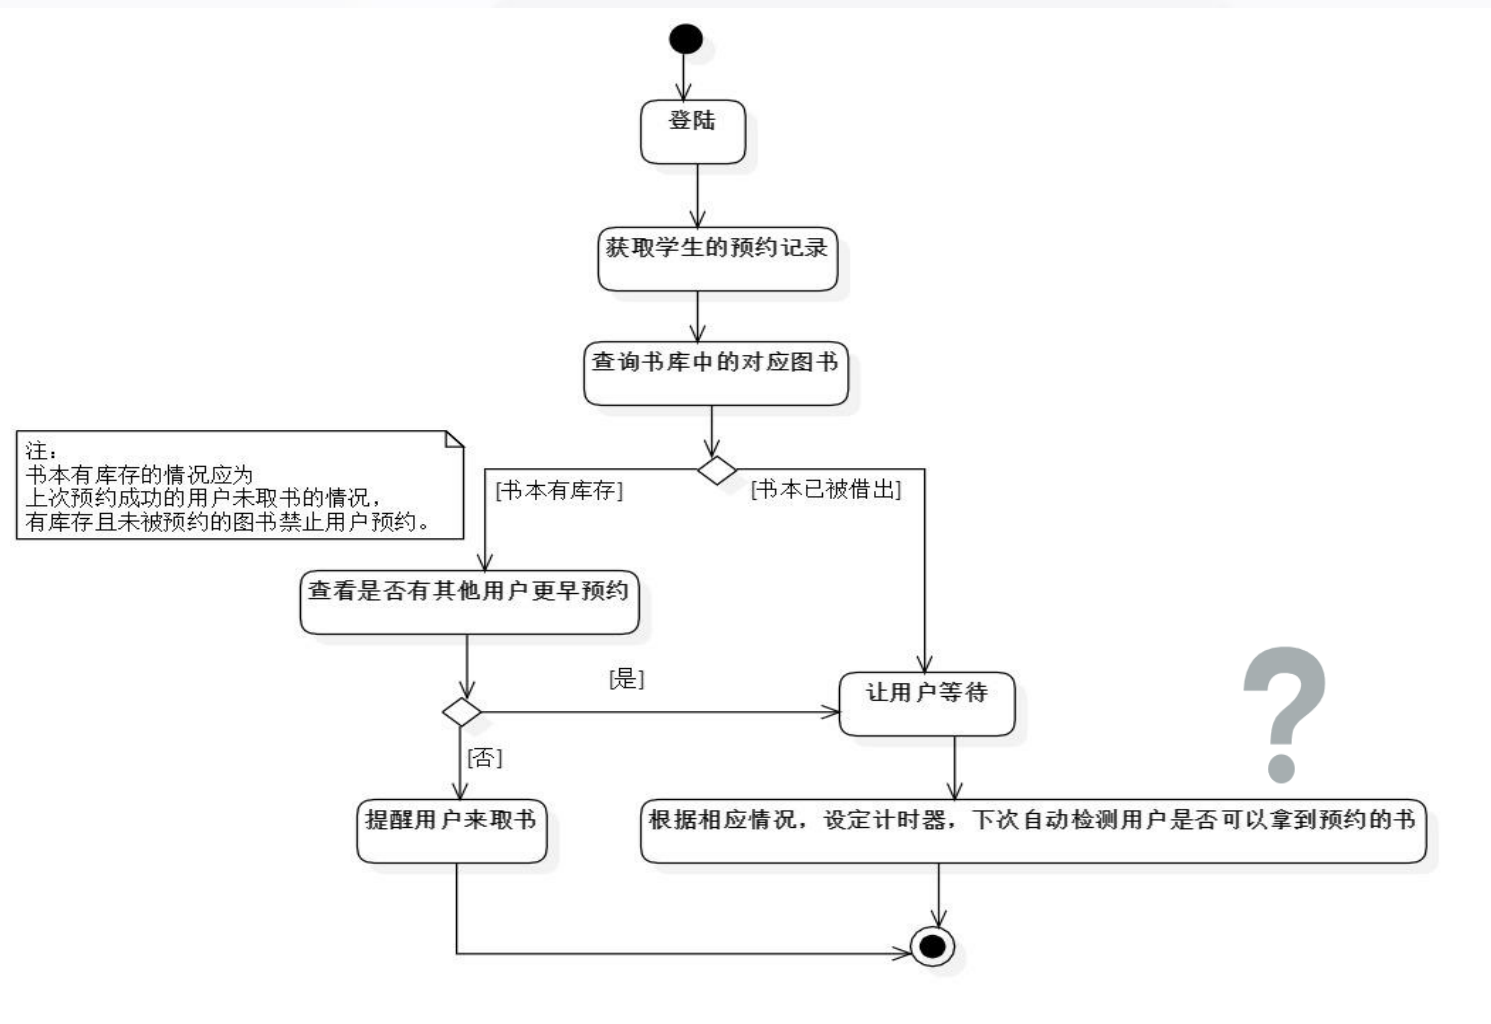 登陆
获取学生的预约记录
查询书库中的对应图书
注：
书本有库存的情况应为
上次预约成功的用户未取书的情况，
有库存且未被预约的图书禁止用户预约。
[书本有库存]
[书本已被借出]
查看是否有其他用户更早预约
[是]
让用户等待
[否]
提醒用户来取书
根据相应情况，设定计时器，下次自动检测用户是否可以拿到预约的书
?